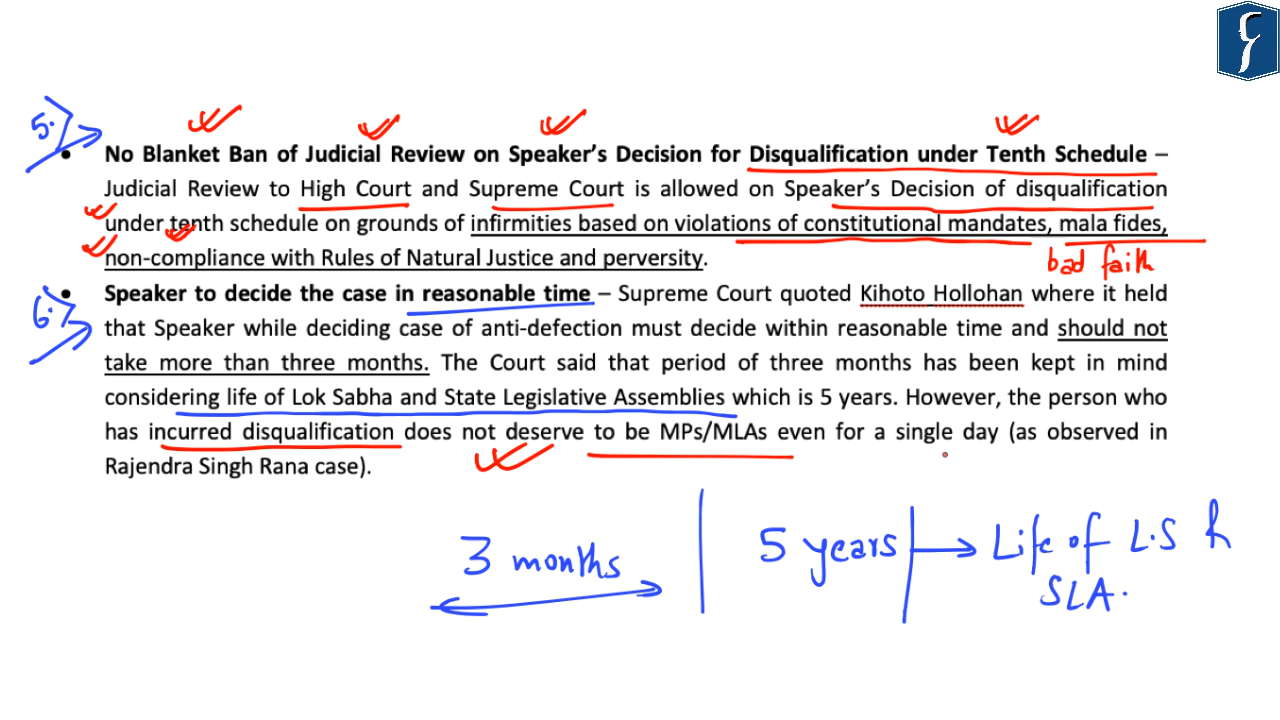 5.
• No Blanket Ban of Judicial Review on Speaker’s Decision for Disqualification under Tenth Schedule –
Judicial Review to High Court and Supreme Court is allowed on Speaker’s Decision of disqualification
under tenth schedule on grounds of infirmities based on violations of constitutional mandates, mala fides,
non-compliance with Rules of Natural Justice and perversity.
bad faith
6.
• Speaker to decide the case in reasonable time – Supreme Court quoted Kihoto Hollohan where it held
that Speaker while deciding case of anti-defection must decide within reasonable time and should not
take more than three months. The Court said that period of three months has been kept in mind
considering life of Lok Sabha and State Legislative Assemblies which is 5 years. However, the person who
has incurred disqualification does not deserve to be MPs/MLAs even for a single day (as observed in
Rajendra Singh Rana case).
3 months 5 years → Life of L.S
SLA.